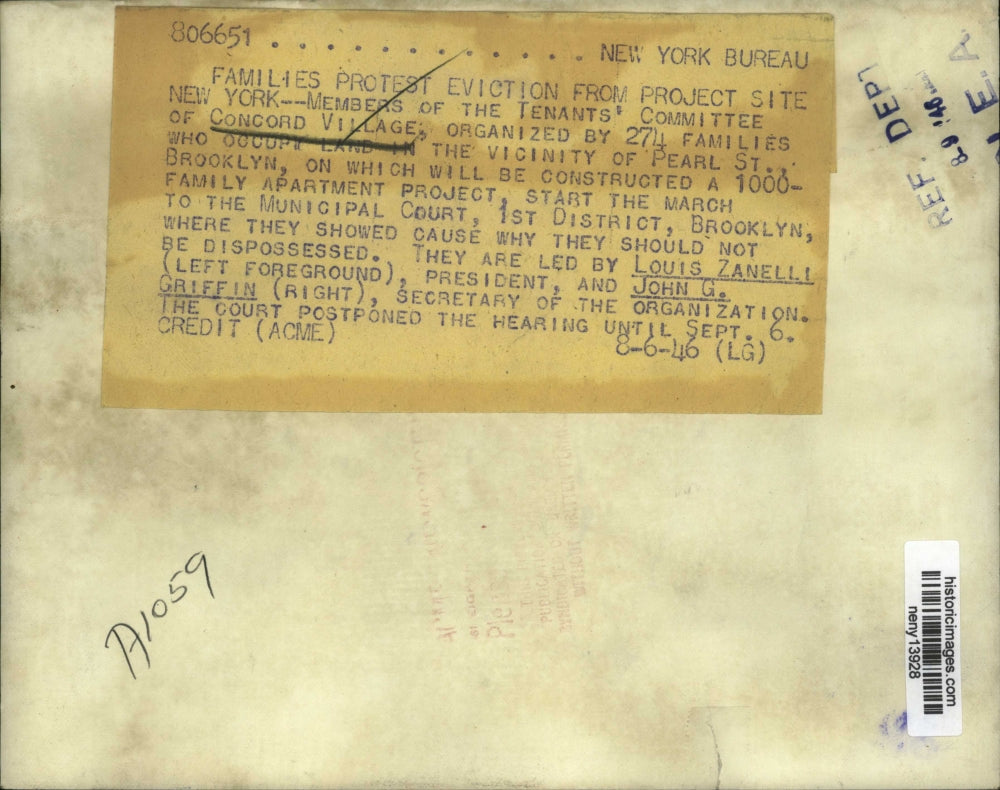 806651 . . . . . . . . . . . . NEW YORK BUREAU
FAMILIES PROTEST EVICTION FROM PROJECT SITE
NEW YORK--MEMBERS OF THE TENANTS' COMMITTEE
OF CONCORD VILLAGE, ORGANIZED BY 274 FAMILIES
WHO OCCUPY LAND IN THE VICINITY OF PEARL ST.,
BROOKLYN, ON WHICH WILL BE CONSTRUCTED A 1000-
FAMILY APARTMENT PROJECT, START THE MARCH
TO THE MUNICIPAL COURT, 1ST DISTRICT, BROOKLYN,
WHERE THEY SHOWED CAUSE WHY THEY SHOULD NOT
BE DISPOSSESSED. THEY ARE LED BY LOUIS ZANELLI
(LEFT FOREGROUND), PRESIDENT, AND JOHN G.
GRIFFIN (RIGHT), SECRETARY OF THE ORGANIZATION.
THE COURT POSTPONED THE HEARING UNTIL SEPT. 6.
CREDIT (ACME) 8-6-46 (LG)
REF. DEPT
8-9 '46
N. E. A.
A1059
historicimages.com
neny13928